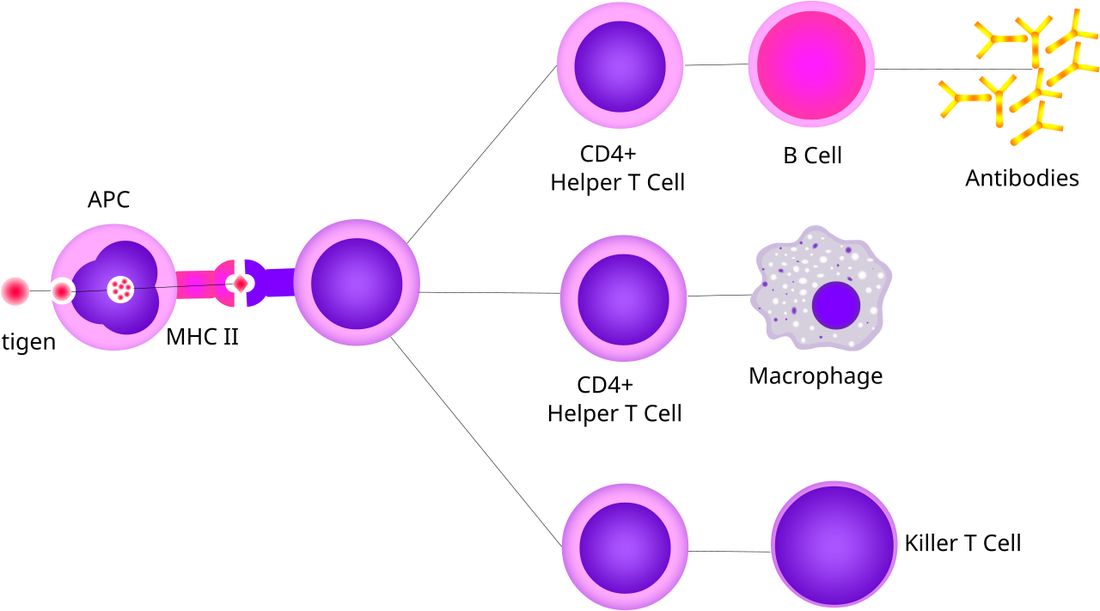 APC
tigen
MHC II
CD4+
Helper T Cell
B Cell
Antibodies
CD4+
Helper T Cell
Macrophage
Killer T Cell